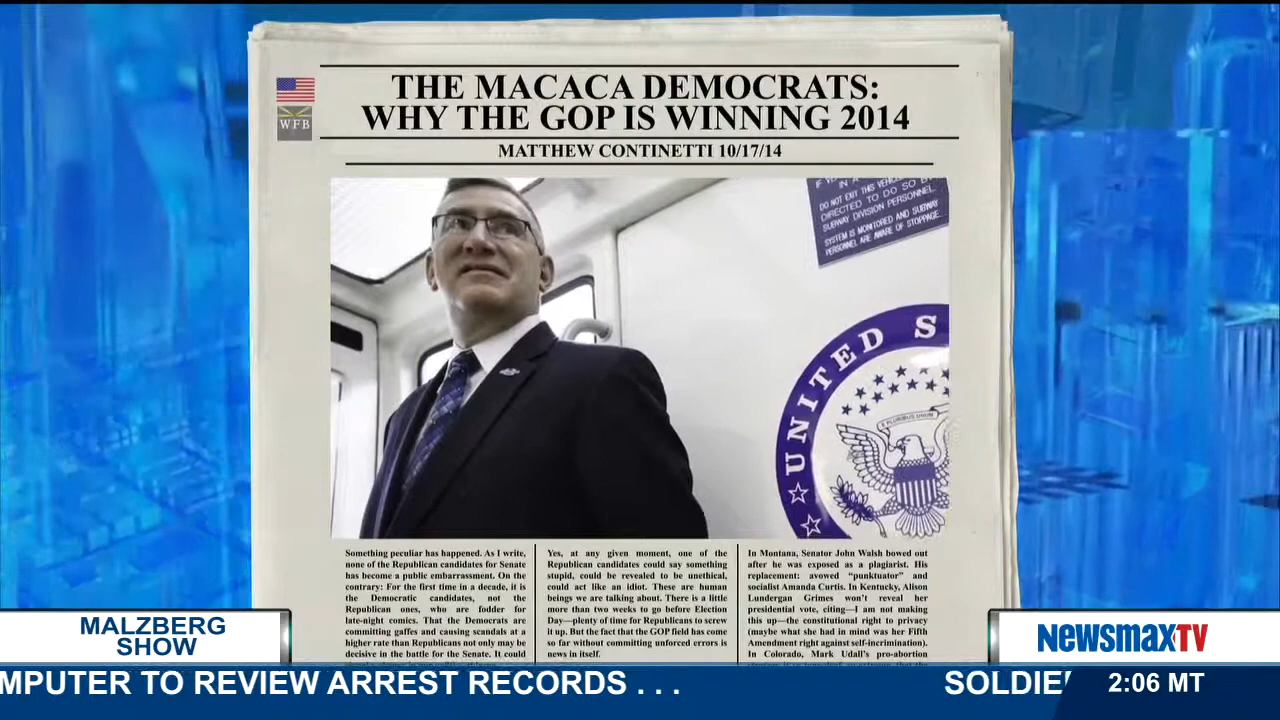 THE MACACA DEMOCRATS:
WHY THE GOP IS WINNING 2014
WFB
MATTHEW CONTINETTI 10/17/14
DO NOT EXIT THIS
DIRECTED TO DO SO BY
SUBWAY DIVISION PERSONNEL.
SYSTEM IS MONITORED AND SUBWAY
PERSONNEL ARE AWARE OF STOPPAGE.
UNITED S
E PLURIBUS UNUM
Something peculiar has happened. As I write,
none of the Republican candidates for Senate
has become a public embarrassment. On the
contrary: For the first time in a decade, it is
the Democratic candidates, not the
Republican ones, who are fodder for
late-night comics. That the Democrats are
committing gaffes and causing scandals at a
higher rate than Republicans not only may be
decisive in the battle for the Senate. It could
Yes, at any given moment, one of the
Republican candidates could say something
stupid, could be revealed to be unethical,
could act like an idiot. These are human
beings we are talking about. There is a little
more than two weeks to go before Election
Day—plenty of time for Republicans to screw
it up. But the fact that the GOP field has come
so far without committing unforced errors is
news in itself.
In Montana, Senator John Walsh bowed out
after he was exposed as a plagiarist. His
replacement: avowed “punktuator” and
socialist Amanda Curtis. In Kentucky, Alison
Lundergan Grimes won’t reveal her
presidential vote, citing—I am not making
this up—the constitutional right to privacy
(maybe what she had in mind was her Fifth
Amendment right against self-incrimination).
In Colorado, Mark Udall’s pro-abortion
MALZBERG
SHOW
NEWSMAXTV
MPUTER TO REVIEW ARREST RECORDS . . .
SOLDIE
2:06 MT